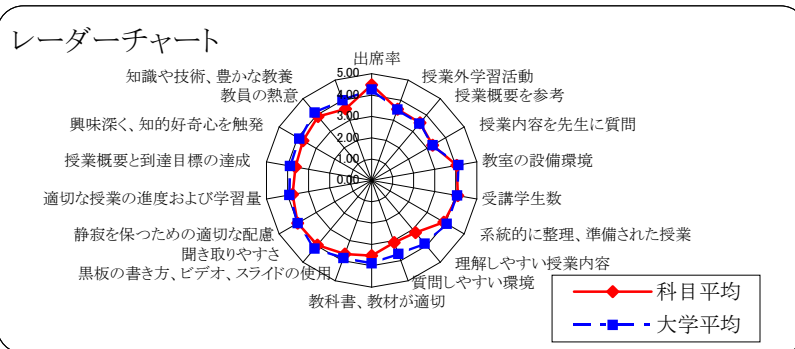 レーダーチャート
出席率
授業外学習活動
授業概要を参考
授業内容を先生に質問
教室の設備環境
受講学生数
系統的に整理、準備された授業
理解しやすい授業内容
質問しやすい環境
教科書、教材が適切
黒板の書き方、ビデオ、スライドの使用
聞き取りやすさ
静寂を保つための適切な配慮
適切な授業の進度および学習量
授業概要と到達目標の達成
興味深く、知的好奇心を触発
教員の熱意
知識や技術、豊かな教養
5.00
4.00
3.00
2.00
1.00
0.00
科目平均
大学平均